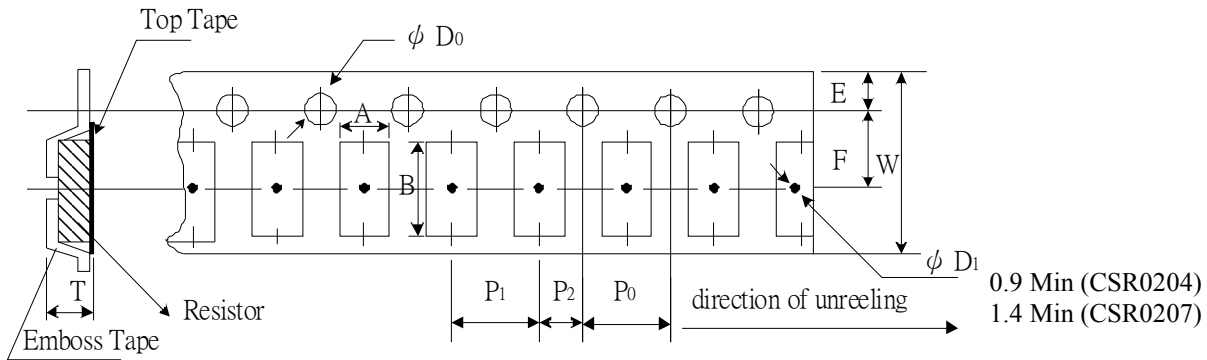 Top Tape
ψ D0
A
E
F
W
B
ψ D1
0.9 Min (CSR0204)
1.4 Min (CSR0207)
T
P1
P2
P0
direction of unreeling
Resistor
Emboss Tape